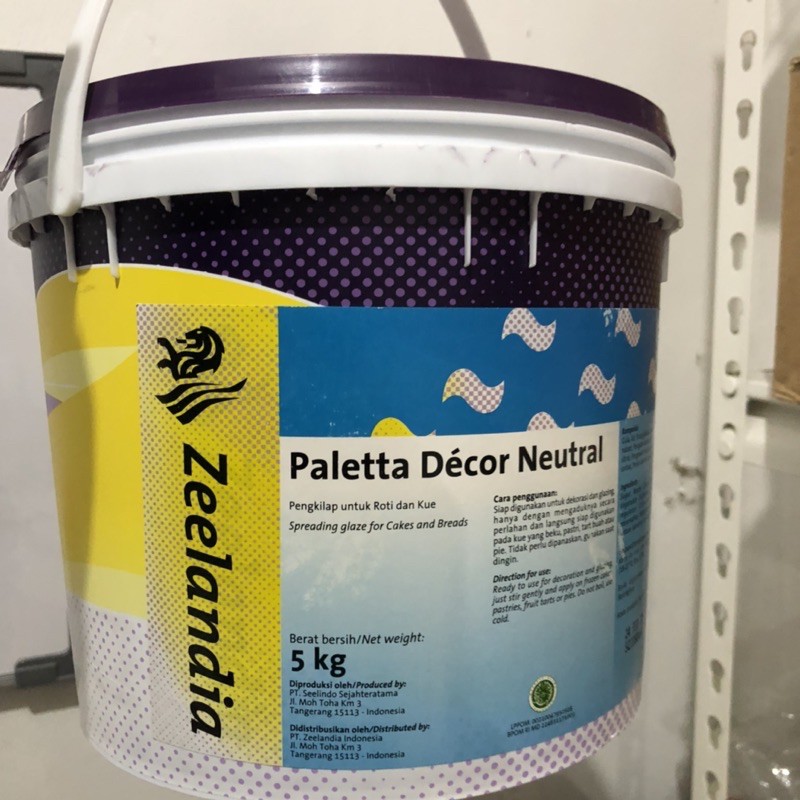 Zeelandia
Paletta Décor Neutral
Pengkilap untuk Roti dan Kue
Spreading glaze for Cakes and Breads
Berat bersih/Net weight:
5 kg
Diproduksi oleh/Produced by:
PT. Seelindo Sejahteratama
Jl. Moh Toha Km 3
Tangerang 15113 - Indonesia
Didistribusikan oleh/Distributed by:
PT. Zeelandia Indonesia
Jl. Moh Toha Km 3
Tangerang 15113 - Indonesia
Cara penggunaan:
Siap digunakan untuk dekorasi dan glazing,
hanya dengan mengaduknya secara
perlahan dan langsung siap digunakan
pada kue yang beku, pastri, tart buah atau
pie. Tidak perlu dipanaskan, gunakan saat
dingin.
Direction for use:
Ready to use for decoration and glazing,
just stir gently and apply on frozen cake,
pastries, fruit tarts or pies. Do not boil, use
cold.